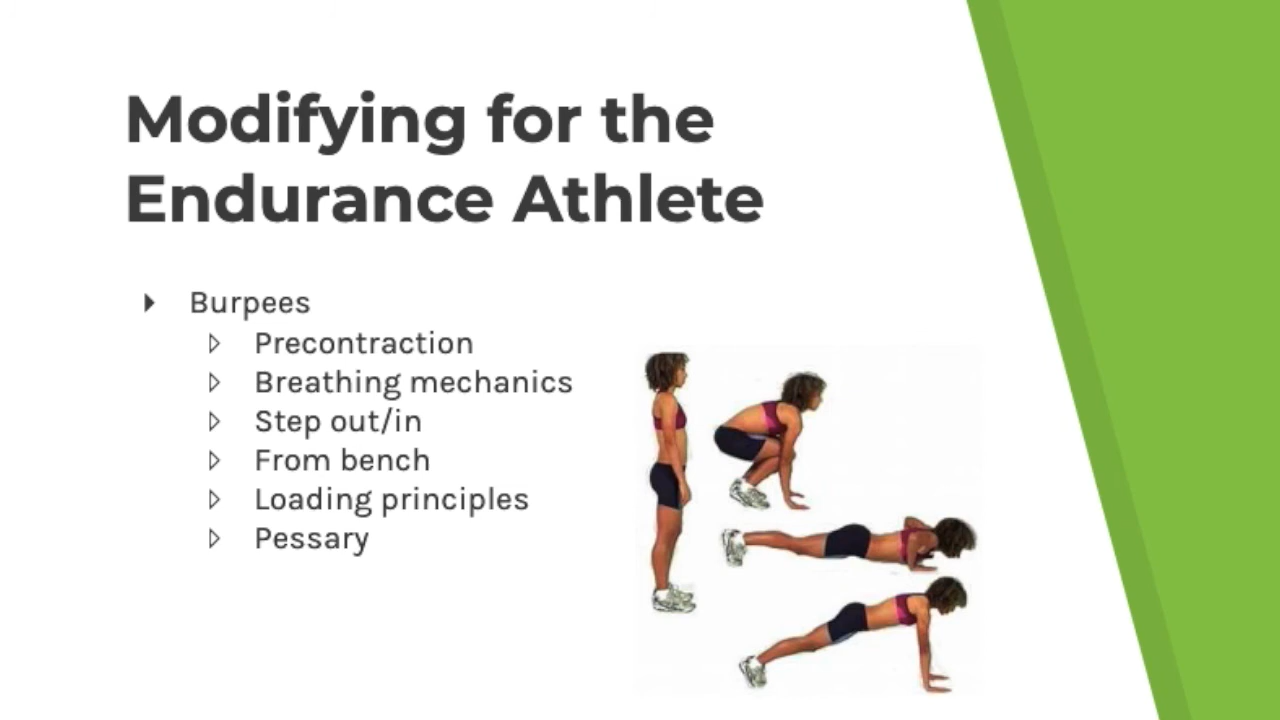 Modifying for the
Endurance Athlete
Burpees
Precontraction
Breathing mechanics
Step out/in
From bench
Loading principles
Pessary